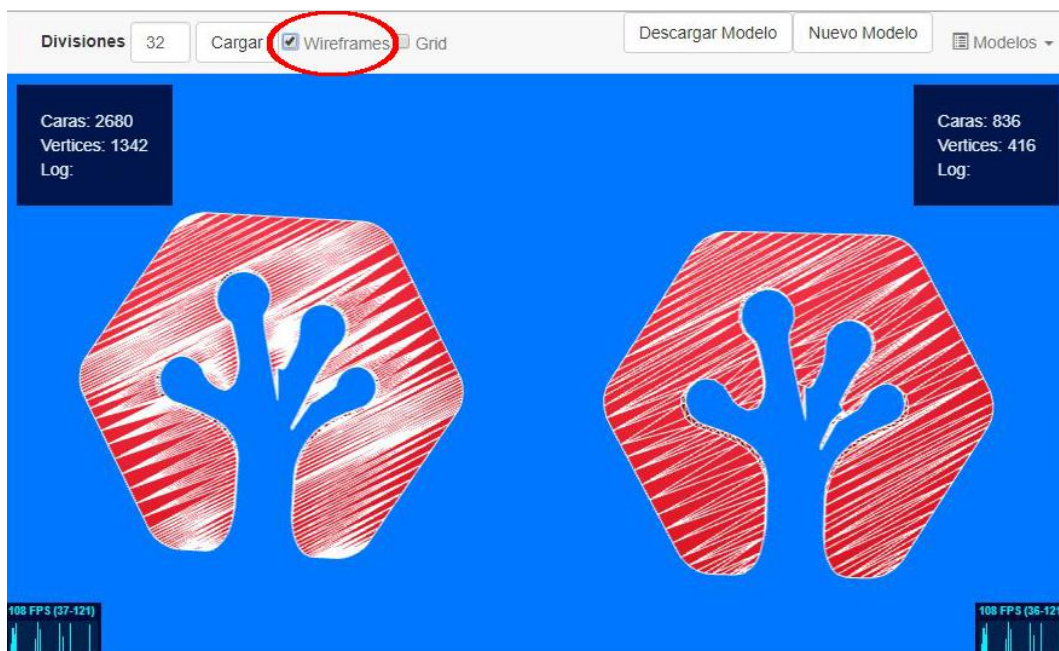 Divisiones 32 Cargar Wireframes Grid Descargar Modelo Nuevo Modelo Modelos
Caras: 2680
Vertices: 1342
Log:
Caras: 836
Vertices: 416
Log:
108 FPS (37-121)
108 FPS (36-121